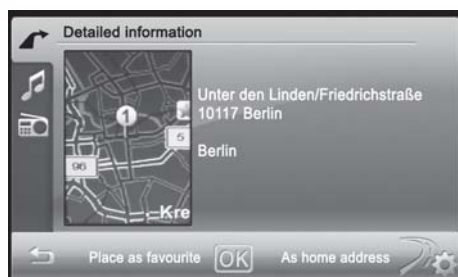 Detailed information
Unter den Linden/Friedrichstraße
10117 Berlin
1
5
Berlin
96
Kre
Place as favourite OK As home address